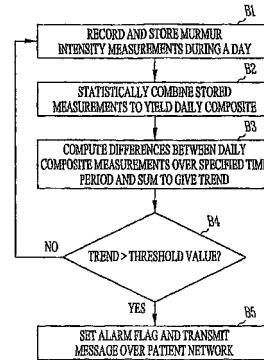 B1
RECORD AND STORE MURMUR
INTENSITY MEASUREMENTS DURING A DAY
B2
STATISTICALLY COMBINE STORED
MEASUREMENTS TO YIELD DAILY COMPOSITE
B3
COMPUTE DIFFERENCES BETWEEN DAILY
COMPOSITE MEASUREMENTS OVER SPECIFIED TIME
PERIOD AND SUM TO GIVE TREND
B4
NO
TREND > THRESHOLD VALUE?
YES
B5
SET ALARM FLAG AND TRANSMIT
MESSAGE OVER PATIENT NETWORK